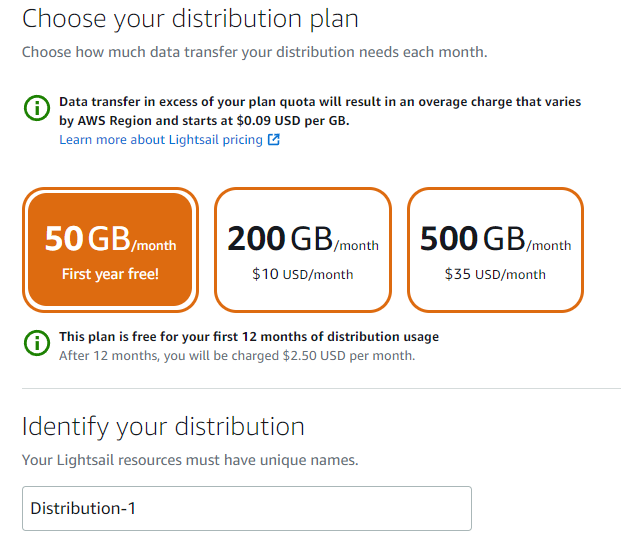 Choose your distribution plan
Choose how much data transfer your distribution needs each month.
Data transfer in excess of your plan quota will result in an overage charge that varies
by AWS Region and starts at $0.09 USD per GB.
Learn more about Lightsail pricing
50 GB/month
First year free!
200 GB/month
$10 USD/month
500 GB/month
$35 USD/month
This plan is free for your first 12 months of distribution usage
After 12 months, you will be charged $2.50 USD per month.
Identify your distribution
Your Lightsail resources must have unique names.
Distribution-1